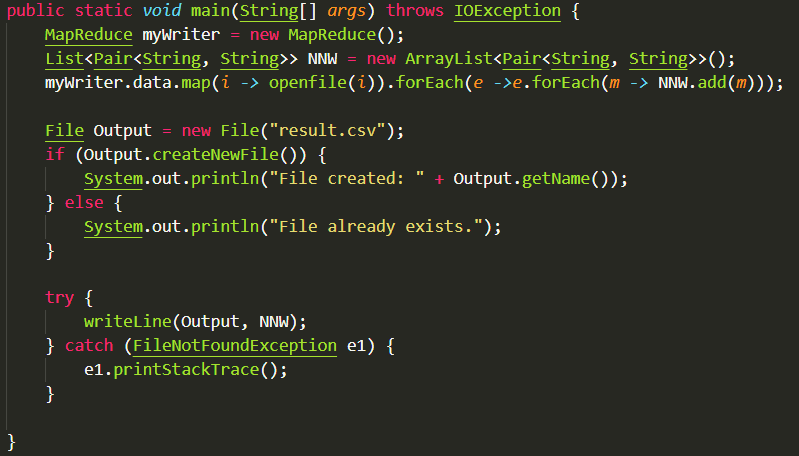 public static void main(String[] args) throws IOException {
MapReduce myWriter = new MapReduce();
List<Pair<String, String>> NNW = new ArrayList<Pair<String, String>>();
myWriter.data.map(i -> openfile(i)).forEach(e ->e.forEach(m -> NNW.add(m)));
File Output = new File("result.csv");
if (Output.createNewFile()) {
System.out.println("File created: " + Output.getName());
} else {
System.out.println("File already exists.");
}
try {
writeLine(Output, NNW);
} catch (FileNotFoundException e1) {
e1.printStackTrace();
}
}